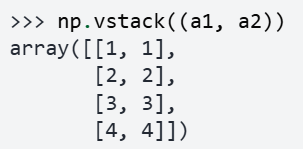 >>> np.vstack((a1, a2))
array([[1, 1],
       [2, 2],
       [3, 3],
       [4, 4]])